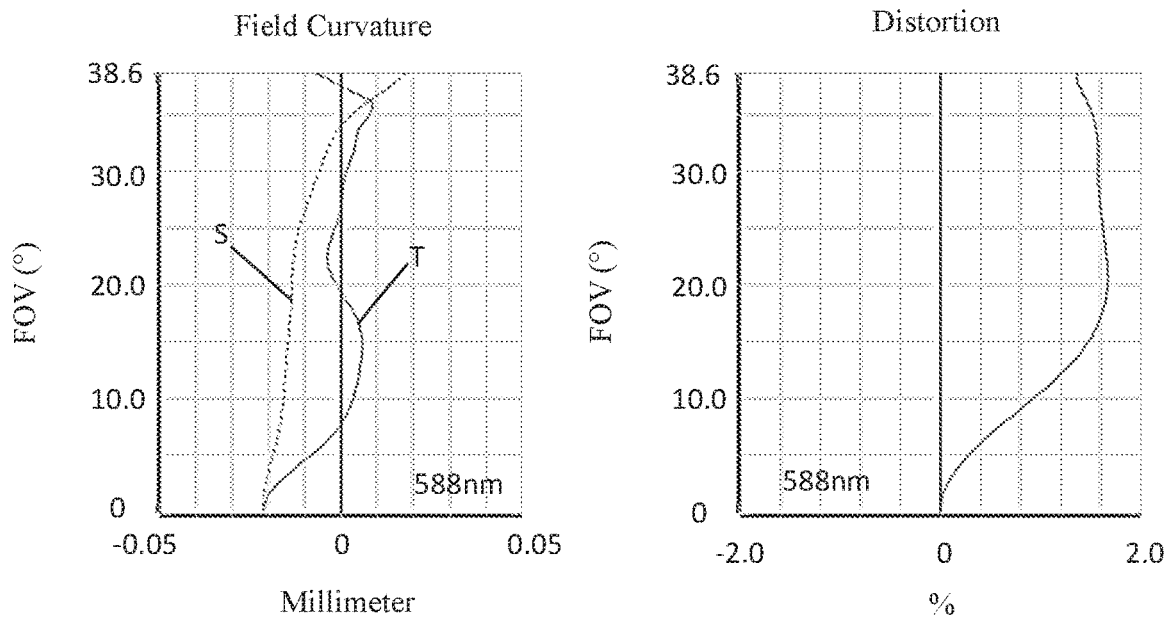 Field Curvature
38.6
30.0
20.0
10.0
0
FOV (°)
S
T
588nm
-0.05
0
0.05
Millimeter
Distortion
38.6
30.0
20.0
10.0
0
FOV (°)
588nm
-2.0
0
2.0
%